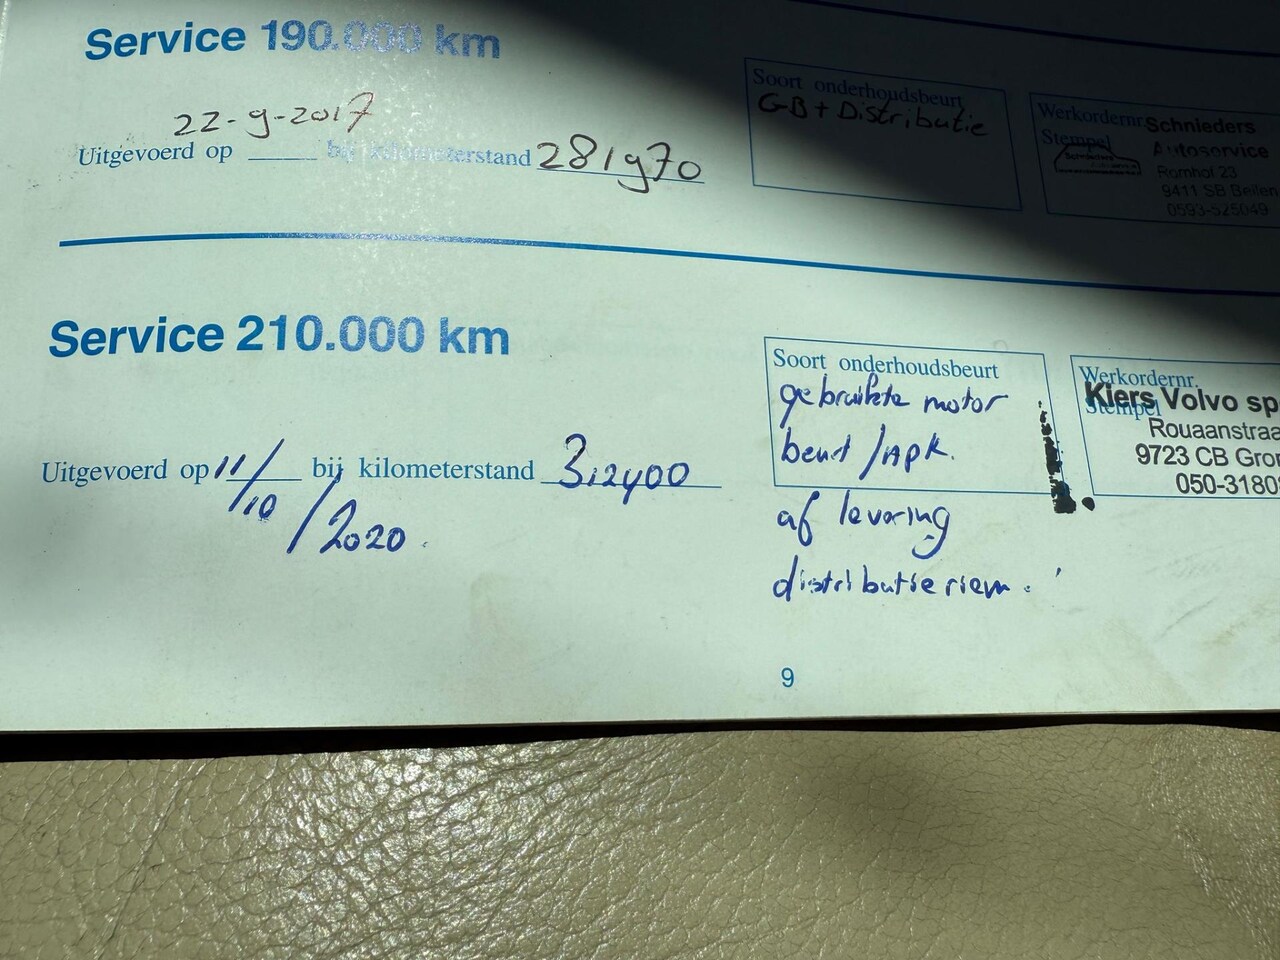 Service 190.000 km
22-9-2017
Uitgevoerd op bij kilometerstand 281970
Soort onderhoudsbeurt
GB + Distributie
Werkordernr.
Stempel
Schnieders
Autoservice
Ramhof 23
9411 SB Beilen
0593-525049
Service 210.000 km
Uitgevoerd op 11/10/2020 bij kilometerstand 312400
Soort onderhoudsbeurt
gebruikte motor
beurt / APK.
af levering
distributie riem.
Werkordernr.
Stempel
Kiers Volvo sp
Rouaanstraa
9723 CB Gron
050-3180
9